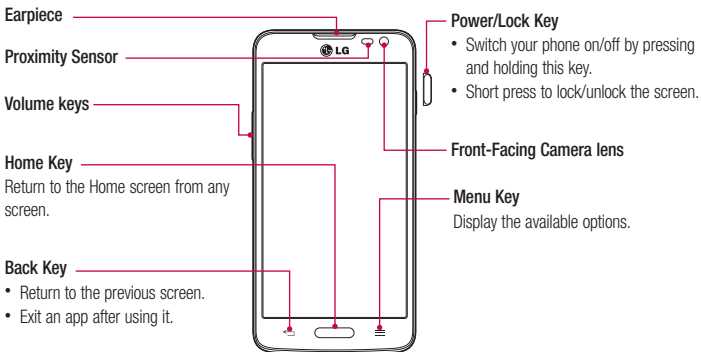 Earpiece
Proximity Sensor
Volume keys
Home Key
Return to the Home screen from any
screen.
Back Key
• Return to the previous screen.
• Exit an app after using it.
LG
Power/Lock Key
• Switch your phone on/off by pressing
and holding this key.
• Short press to lock/unlock the screen.
Front-Facing Camera lens
Menu Key
Display the available options.